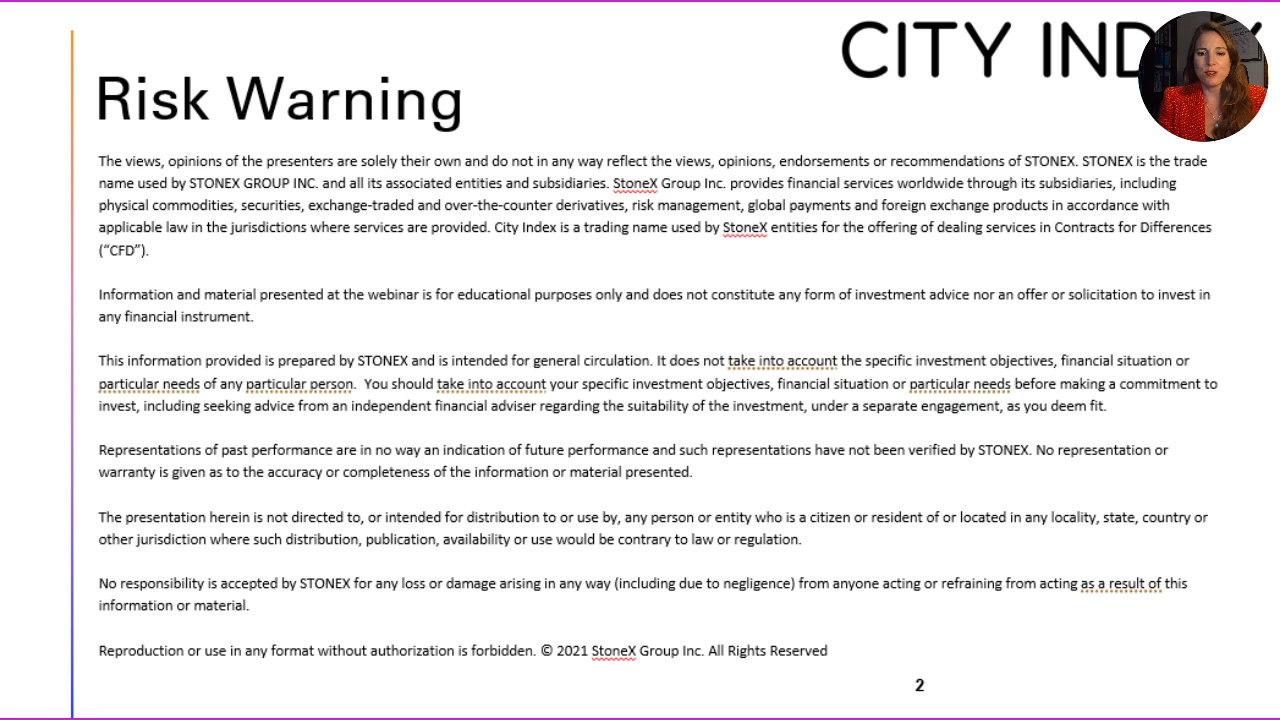 CITY IND
Risk Warning
The views, opinions of the presenters are solely their own and do not in any way reflect the views, opinions, endorsements or recommendations of STONEX. STONEX is the trade
name used by STONEX GROUP INC. and all its associated entities and subsidiaries. StoneX Group Inc. provides financial services worldwide through its subsidiaries, including
physical commodities, securities, exchange-traded and over-the-counter derivatives, risk management, global payments and foreign exchange products in accordance with
applicable law in the jurisdictions where services are provided. City Index is a trading name used by StoneX entities for the offering of dealing services in Contracts for Differences
(“CFD”).
Information and material presented at the webinar is for educational purposes only and does not constitute any form of investment advice nor an offer or solicitation to invest in
any financial instrument.
This information provided is prepared by STONEX and is intended for general circulation. It does not take into account the specific investment objectives, financial situation or
particular needs of any particular person.  You should take into account your specific investment objectives, financial situation or particular needs before making a commitment to
invest, including seeking advice from an independent financial adviser regarding the suitability of the investment, under a separate engagement, as you deem fit.
Representations of past performance are in no way an indication of future performance and such representations have not been verified by STONEX. No representation or
warranty is given as to the accuracy or completeness of the information or material presented.
The presentation herein is not directed to, or intended for distribution to or use by, any person or entity who is a citizen or resident of or located in any locality, state, country or
other jurisdiction where such distribution, publication, availability or use would be contrary to law or regulation.
No responsibility is accepted by STONEX for any loss or damage arising in any way (including due to negligence) from anyone acting or refraining from acting as a result of this
information or material.
Reproduction or use in any format without authorization is forbidden. © 2021 StoneX Group Inc. All Rights Reserved
2